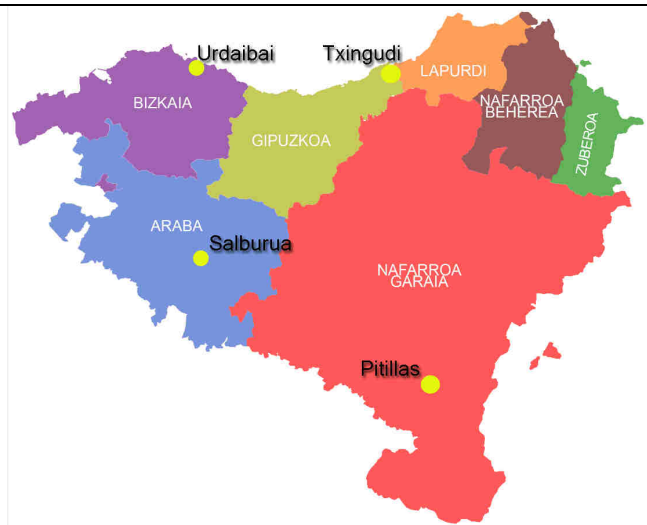 Urdaibai
Txingudi
LAPURDI
BIZKAIA
NAFARROA
BEHEREA
GIPUZKOA
ZUBEROA
ARABA
Salburua
NAFARROA
GARAIA
Pitillas